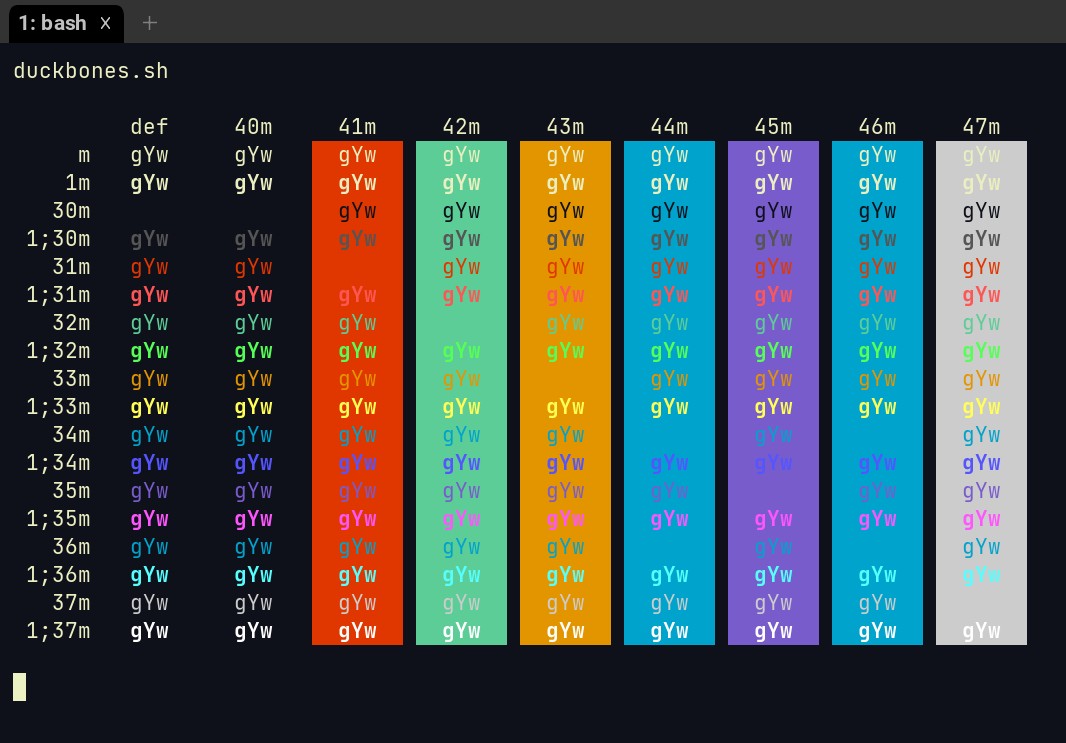 1: bash X +
duckbones.sh
def 40m 41m 42m 43m 44m 45m 46m 47m
m gYw gYw gYw gYw gYw gYw gYw gYw gYw
1m gYw gYw gYw gYw gYw gYw gYw gYw gYw
30m gYw gYw gYw gYw gYw gYw gYw
1;30m gYw gYw gYw gYw gYw gYw gYw gYw gYw
31m gYw gYw gYw gYw gYw gYw gYw gYw
1;31m gYw gYw gYw gYw gYw gYw gYw gYw gYw
32m gYw gYw gYw gYw gYw gYw gYw gYw
1;32m gYw gYw gYw gYw gYw gYw gYw gYw gYw
33m gYw gYw gYw gYw gYw gYw gYw gYw
1;33m gYw gYw gYw gYw gYw gYw gYw gYw gYw
34m gYw gYw gYw gYw gYw gYw gYw
1;34m gYw gYw gYw gYw gYw gYw gYw gYw gYw
35m gYw gYw gYw gYw gYw gYw gYw gYw
1;35m gYw gYw gYw gYw gYw gYw gYw gYw gYw
36m gYw gYw gYw gYw gYw gYw gYw
1;36m gYw gYw gYw gYw gYw gYw gYw gYw gYw
37m gYw gYw gYw gYw gYw gYw gYw gYw
1;37m gYw gYw gYw gYw gYw gYw gYw gYw gYw